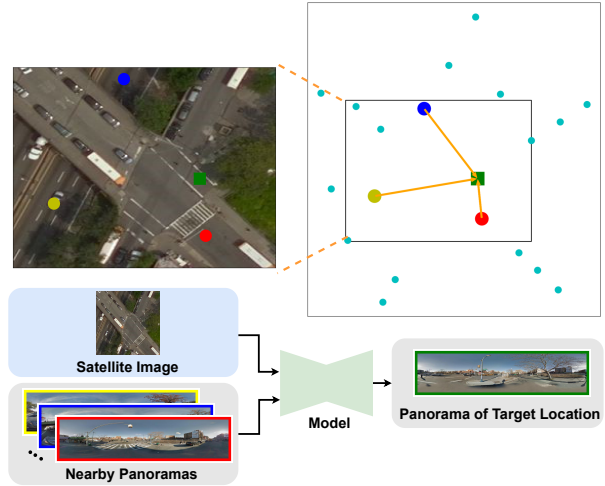 Satellite Image
Nearby Panoramas
Model
Panorama of Target Location